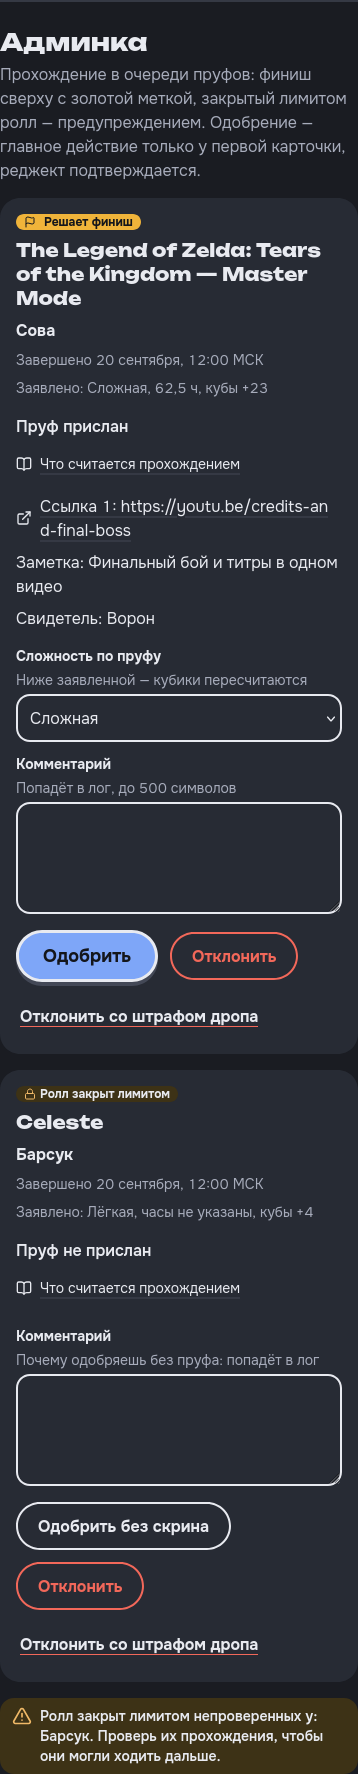 Админка
Прохождение в очереди пруфов: финиш
сверху с золотой меткой, закрытый лимитом
ролл — предупреждением. Одобрение —
главное действие только у первой карточки,
реджект подтверждается.
Решает финиш
The Legend of Zelda: Tears
of the Kingdom — Master
Mode
Сова
Завершено 20 сентября, 12:00 МСК
Заявлено: Сложная, 62,5 ч, кубы +23
Пруф прислан
Что считается прохождением
Ссылка 1: https://youtu.be/credits-an
d-final-boss
Заметка: Финальный бой и титры в одном
видео
Свидетель: Ворон
Сложность по пруфу
Ниже заявленной — кубики пересчитаются
Сложная
Комментарий
Попадёт в лог, до 500 символов
Одобрить
Отклонить
Отклонить со штрафом дропа
Ролл закрыт лимитом
Celeste
Барсук
Завершено 20 сентября, 12:00 МСК
Заявлено: Лёгкая, часы не указаны, кубы +4
Пруф не прислан
Что считается прохождением
Комментарий
Почему одобряешь без пруфа: попадёт в лог
Одобрить без скрина
Отклонить
Отклонить со штрафом дропа
Ролл закрыт лимитом непроверенных у:
Барсук. Проверь их прохождения, чтобы
они могли ходить дальше.